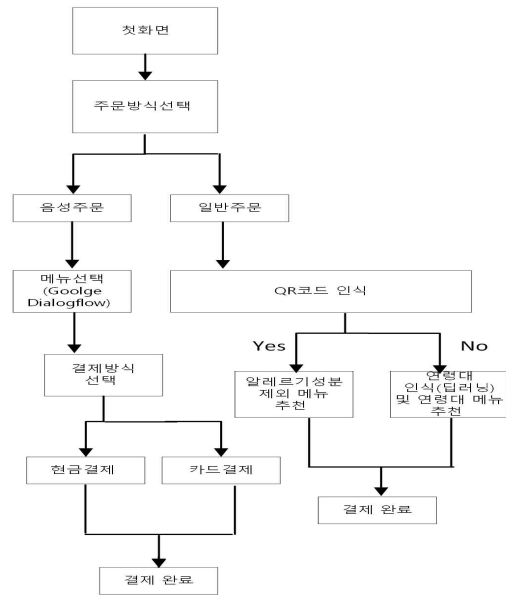 첫화면
주문방식선택
음성주문
일반주문
메뉴선택
(Goolge
Dialogflow)
QR코드 인식
Yes
No
결제방식
선택
알레르기성분
제외 메뉴
추천
연령대
인식(딥러닝)
및 연령대 메뉴
추천
현금결제
카드결제
결제 완료
결제 완료